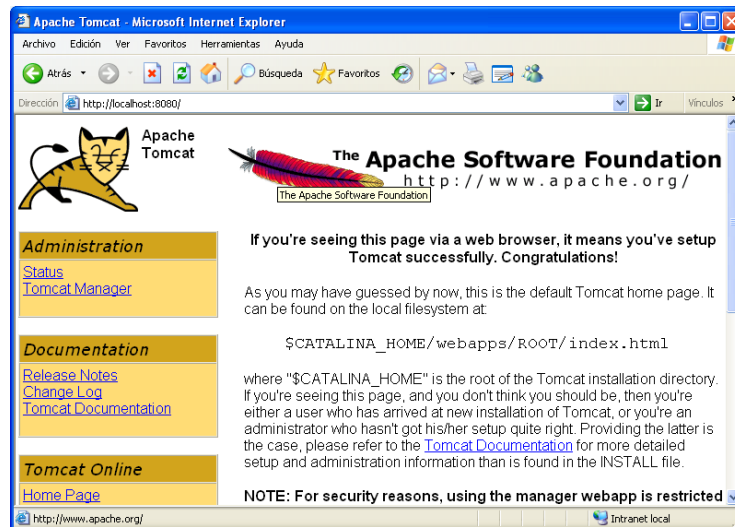 Apache Tomcat - Microsoft Internet Explorer
Archivo Edición Ver Favoritos Herramientas Ayuda
Atrás Búsqueda Favoritos
Dirección http://localhost:8080/ Ir Vínculos »
Apache
Tomcat
The Apache Software Foundation
http://www.apache.org/
The Apache Software Foundation
Administration
Status
Tomcat Manager
Documentation
Release Notes
Change Log
Tomcat Documentation
Tomcat Online
Home Page
If you're seeing this page via a web browser, it means you've setup
Tomcat successfully. Congratulations!
As you may have guessed by now, this is the default Tomcat home page. It
can be found on the local filesystem at:
$CATALINA_HOME/webapps/ROOT/index.html
where "$CATALINA_HOME" is the root of the Tomcat installation directory.
If you're seeing this page, and you don't think you should be, then you're
either a user who has arrived at new installation of Tomcat, or you're an
administrator who hasn't got his/her setup quite right. Providing the latter is
the case, please refer to the Tomcat Documentation for more detailed
setup and administration information than is found in the INSTALL file.
NOTE: For security reasons, using the manager webapp is restricted
http://www.apache.org/ Intranet local